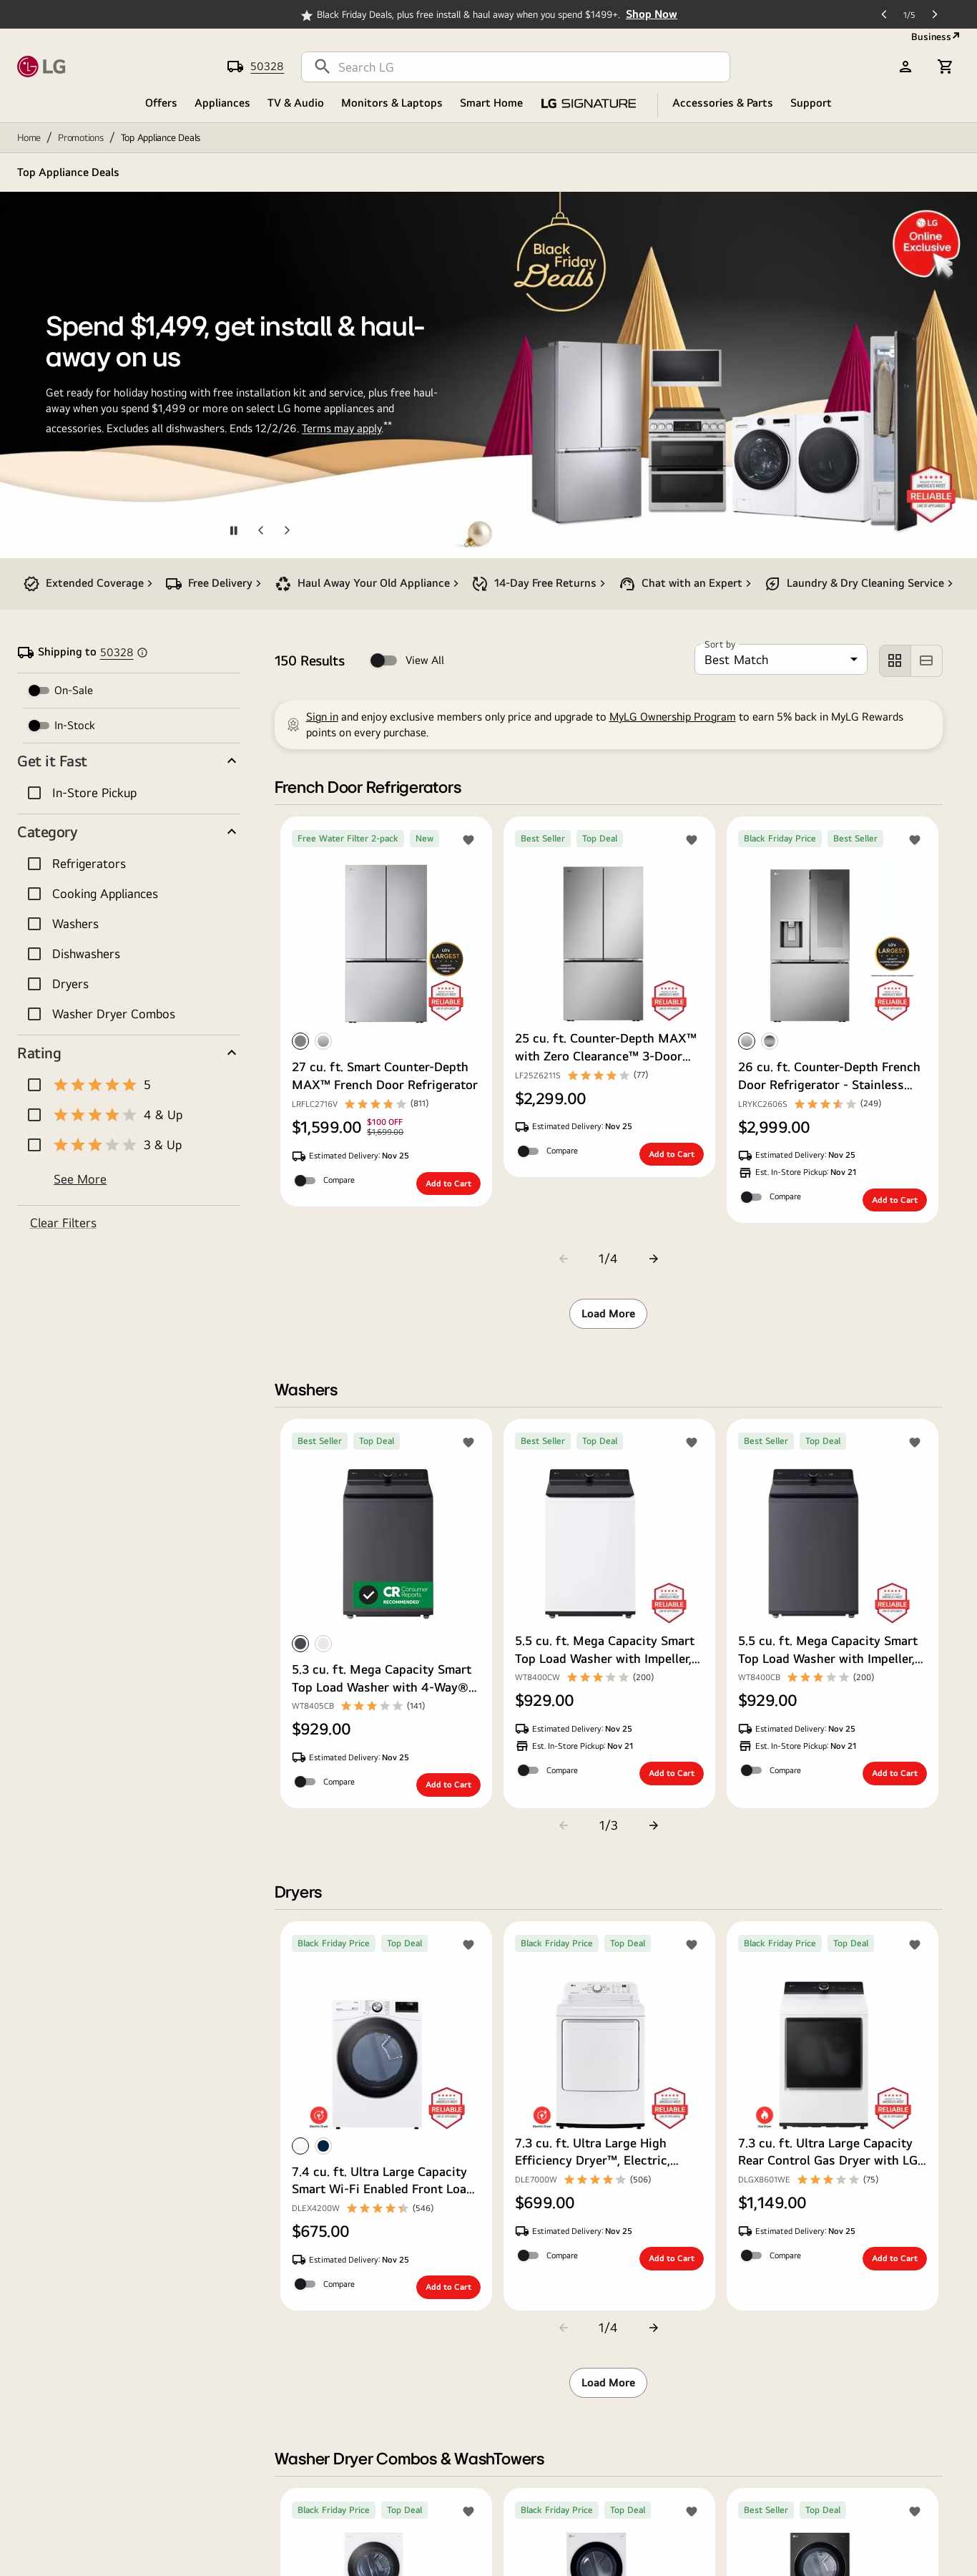 Black Friday Deals, plus free install & haul away when you spend $1499+. Shop Now
1/5
Business
LG
50328
Search LG
Offers
Appliances
TV & Audio
Monitors & Laptops
Smart Home
LG SIGNATURE
Accessories & Parts
Support
Home / Promotions / Top Appliance Deals
Top Appliance Deals
Black
Friday
Deals
LG
Online
Exclusive
Spend $1,499, get install & haul-
away on us
Get ready for holiday hosting with free installation kit and service, plus free haul-
away when you spend $1,499 or more on select LG home appliances and
accessories. Excludes all dishwashers. Ends 12/2/26. Terms may apply.**
AMERICA'S MOST
RELIABLE
LINE OF APPLIANCES
Extended Coverage
Free Delivery
Haul Away Your Old Appliance
14-Day Free Returns
Chat with an Expert
Laundry & Dry Cleaning Service
Shipping to 50328
On-Sale
In-Stock
Get it Fast
In-Store Pickup
Category
Refrigerators
Cooking Appliances
Washers
Dishwashers
Dryers
Washer Dryer Combos
Rating
5
4 & Up
3 & Up
See More
Clear Filters
150 Results
View All
Sort by
Best Match
Sign in and enjoy exclusive members only price and upgrade to MyLG Ownership Program to earn 5% back in MyLG Rewards
points on every purchase.
French Door Refrigerators
Free Water Filter 2-pack
New
LG's
LARGEST
RELIABLE
27 cu. ft. Smart Counter-Depth
MAX™ French Door Refrigerator
LRFLC2716V
(811)
$1,599.00
$100 OFF
$1,699.00
Estimated Delivery: Nov 25
Compare
Add to Cart
Best Seller
Top Deal
RELIABLE
25 cu. ft. Counter-Depth MAX™
with Zero Clearance™ 3-Door...
LF25Z6211S
(77)
$2,299.00
Estimated Delivery: Nov 25
Compare
Add to Cart
Black Friday Price
Best Seller
LG's
LARGEST
RELIABLE
26 cu. ft. Counter-Depth French
Door Refrigerator - Stainless...
LRYKC2606S
(249)
$2,999.00
Estimated Delivery: Nov 25
Est. In-Store Pickup: Nov 21
Compare
Add to Cart
1/4
Load More
Washers
Best Seller
Top Deal
CR Consumer
Reports
RECOMMENDED
5.3 cu. ft. Mega Capacity Smart
Top Load Washer with 4-Way®...
WT8405CB
(141)
$929.00
Estimated Delivery: Nov 25
Compare
Add to Cart
Best Seller
Top Deal
RELIABLE
5.5 cu. ft. Mega Capacity Smart
Top Load Washer with Impeller,...
WT8400CW
(200)
$929.00
Estimated Delivery: Nov 25
Est. In-Store Pickup: Nov 21
Compare
Add to Cart
Best Seller
Top Deal
RELIABLE
5.5 cu. ft. Mega Capacity Smart
Top Load Washer with Impeller,...
WT8400CB
(200)
$929.00
Estimated Delivery: Nov 25
Est. In-Store Pickup: Nov 21
Compare
Add to Cart
1/3
Dryers
Black Friday Price
Top Deal
RELIABLE
7.4 cu. ft. Ultra Large Capacity
Smart Wi-Fi Enabled Front Loa...
DLEX4200W
(546)
$675.00
Estimated Delivery: Nov 25
Compare
Add to Cart
Black Friday Price
Top Deal
RELIABLE
7.3 cu. ft. Ultra Large High
Efficiency Dryer™, Electric,...
DLE7000W
(506)
$699.00
Estimated Delivery: Nov 25
Compare
Add to Cart
Black Friday Price
Top Deal
RELIABLE
7.3 cu. ft. Ultra Large Capacity
Rear Control Gas Dryer with LG...
DLGX8601WE
(75)
$1,149.00
Estimated Delivery: Nov 25
Compare
Add to Cart
1/4
Load More
Washer Dryer Combos & WashTowers
Black Friday Price
Top Deal
Black Friday Price
Top Deal
Best Seller
Top Deal